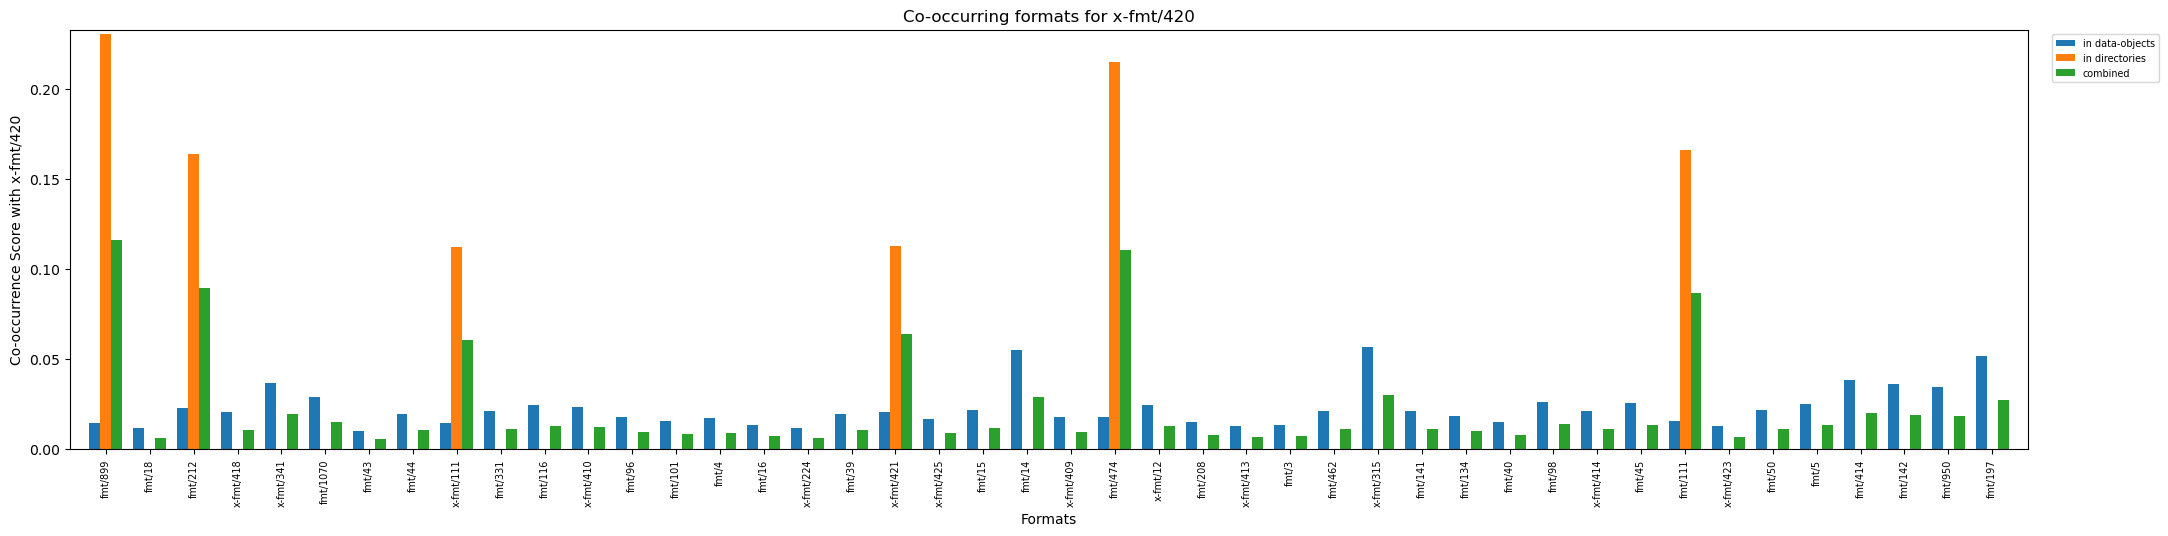 Co-occurring formats for x-fmt/420
Co-occurrence Score with x-fmt/420
0.20
0.15
0.10
0.05
0.00
in data-objects
in directories
combined
fmt/899
fmt/18
fmt/212
x-fmt/418
x-fmt/341
fmt/1070
fmt/43
fmt/44
x-fmt/111
fmt/331
fmt/116
x-fmt/410
fmt/96
fmt/101
fmt/4
fmt/16
x-fmt/224
fmt/39
x-fmt/421
x-fmt/425
fmt/15
fmt/14
x-fmt/409
fmt/474
x-fmt/12
fmt/208
x-fmt/413
fmt/3
fmt/462
x-fmt/315
fmt/141
fmt/134
fmt/40
fmt/98
x-fmt/414
fmt/45
fmt/111
x-fmt/423
fmt/50
fmt/5
fmt/414
fmt/142
fmt/950
fmt/197
Formats